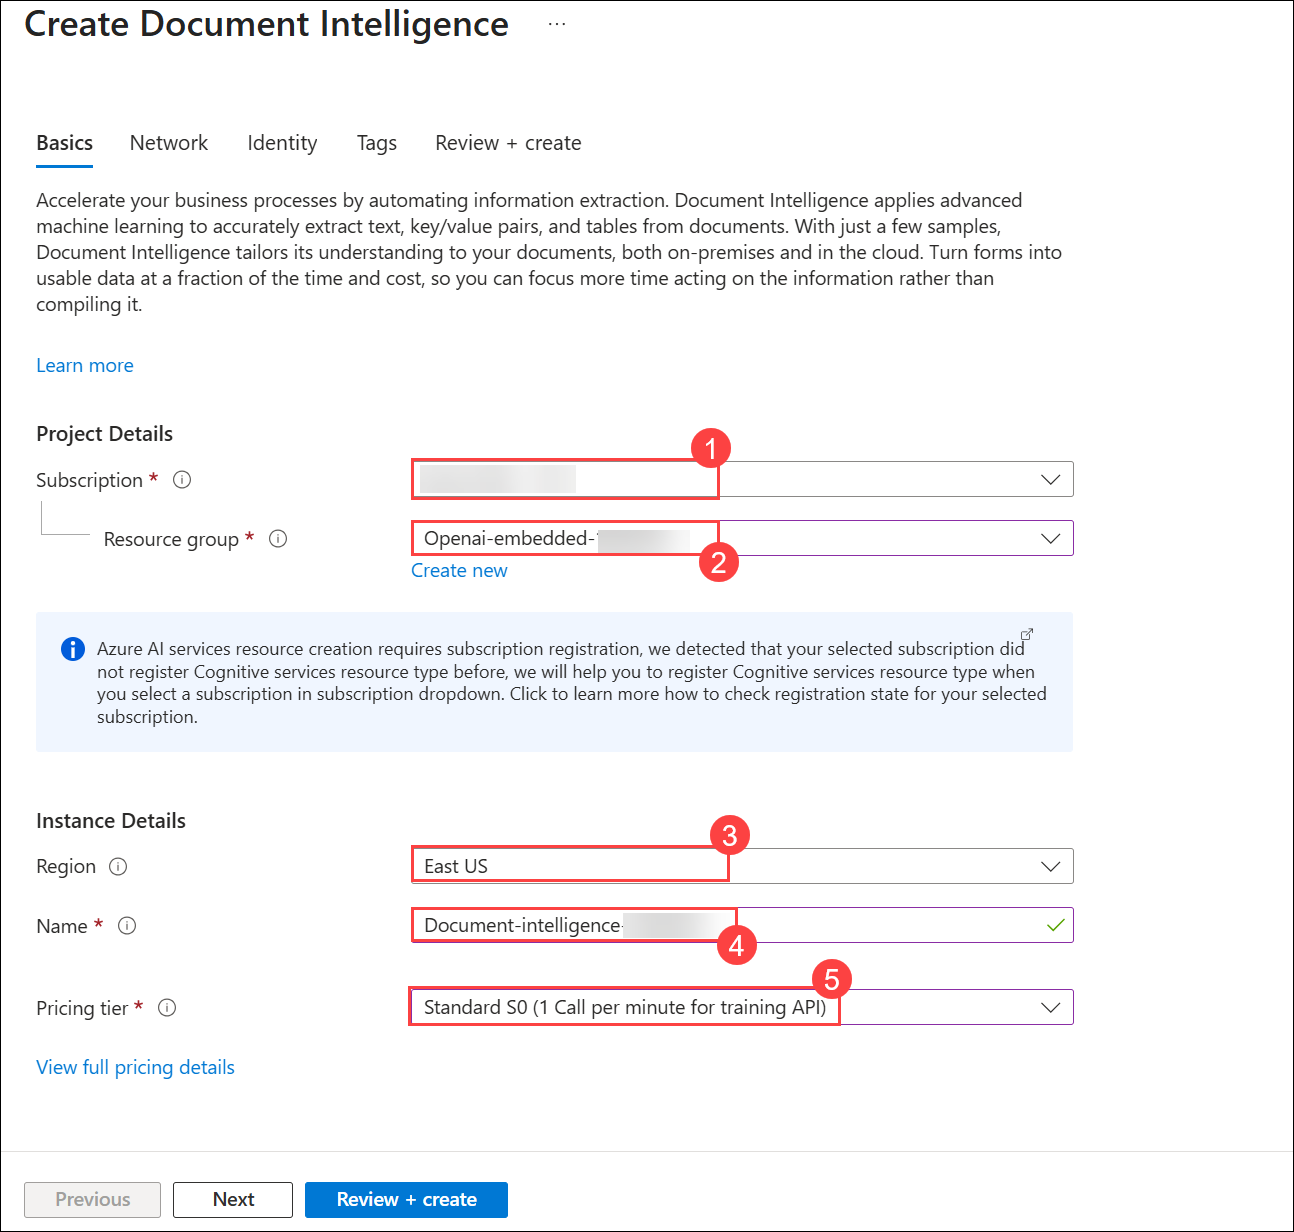 Create Document Intelligence ...
Basics Network Identity Tags Review + create
Accelerate your business processes by automating information extraction. Document Intelligence applies advanced
machine learning to accurately extract text, key/value pairs, and tables from documents. With just a few samples,
Document Intelligence tailors its understanding to your documents, both on-premises and in the cloud. Turn forms into
usable data at a fraction of the time and cost, so you can focus more time acting on the information rather than
compiling it.
Learn more
Project Details
1
Subscription *
Resource group * Openai-embedded-
2
Create new
Azure AI services resource creation requires subscription registration, we detected that your selected subscription did
not register Cognitive services resource type before, we will help you to register Cognitive services resource type when
you select a subscription in subscription dropdown. Click to learn more how to check registration state for your selected
subscription.
Instance Details
3
Region East US
Name * Document-intelligence-
4
5
Pricing tier * Standard S0 (1 Call per minute for training API)
View full pricing details
Previous Next Review + create